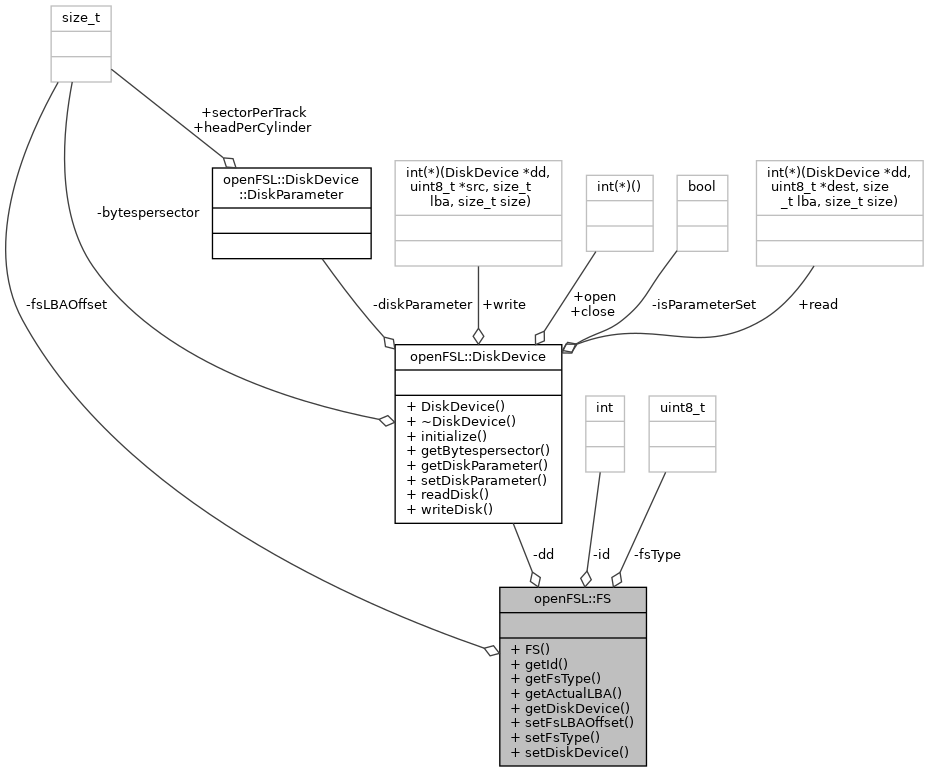 size_t
+sectorPerTrack
+headPerCylinder
openFSL::DiskDevice
::DiskParameter
int(*)(DiskDevice *dd,
uint8_t *src, size_t
lba, size_t size)
int(*)()
bool
int(*)(DiskDevice *dd,
uint8_t *dest, size
_t lba, size_t size)
-bytespersector
-fsLBAOffset
-diskParameter
+write
+open
+close
-isParameterSet
+read
openFSL::DiskDevice
+ DiskDevice()
+ ~DiskDevice()
+ initialize()
+ getBytespersector()
+ getDiskParameter()
+ setDiskParameter()
+ readDisk()
+ writeDisk()
int
uint8_t
-dd
-id
-fsType
openFSL::FS
+ FS()
+ getId()
+ getFsType()
+ getActualLBA()
+ getDiskDevice()
+ setFsLBAOffset()
+ setFsType()
+ setDiskDevice()